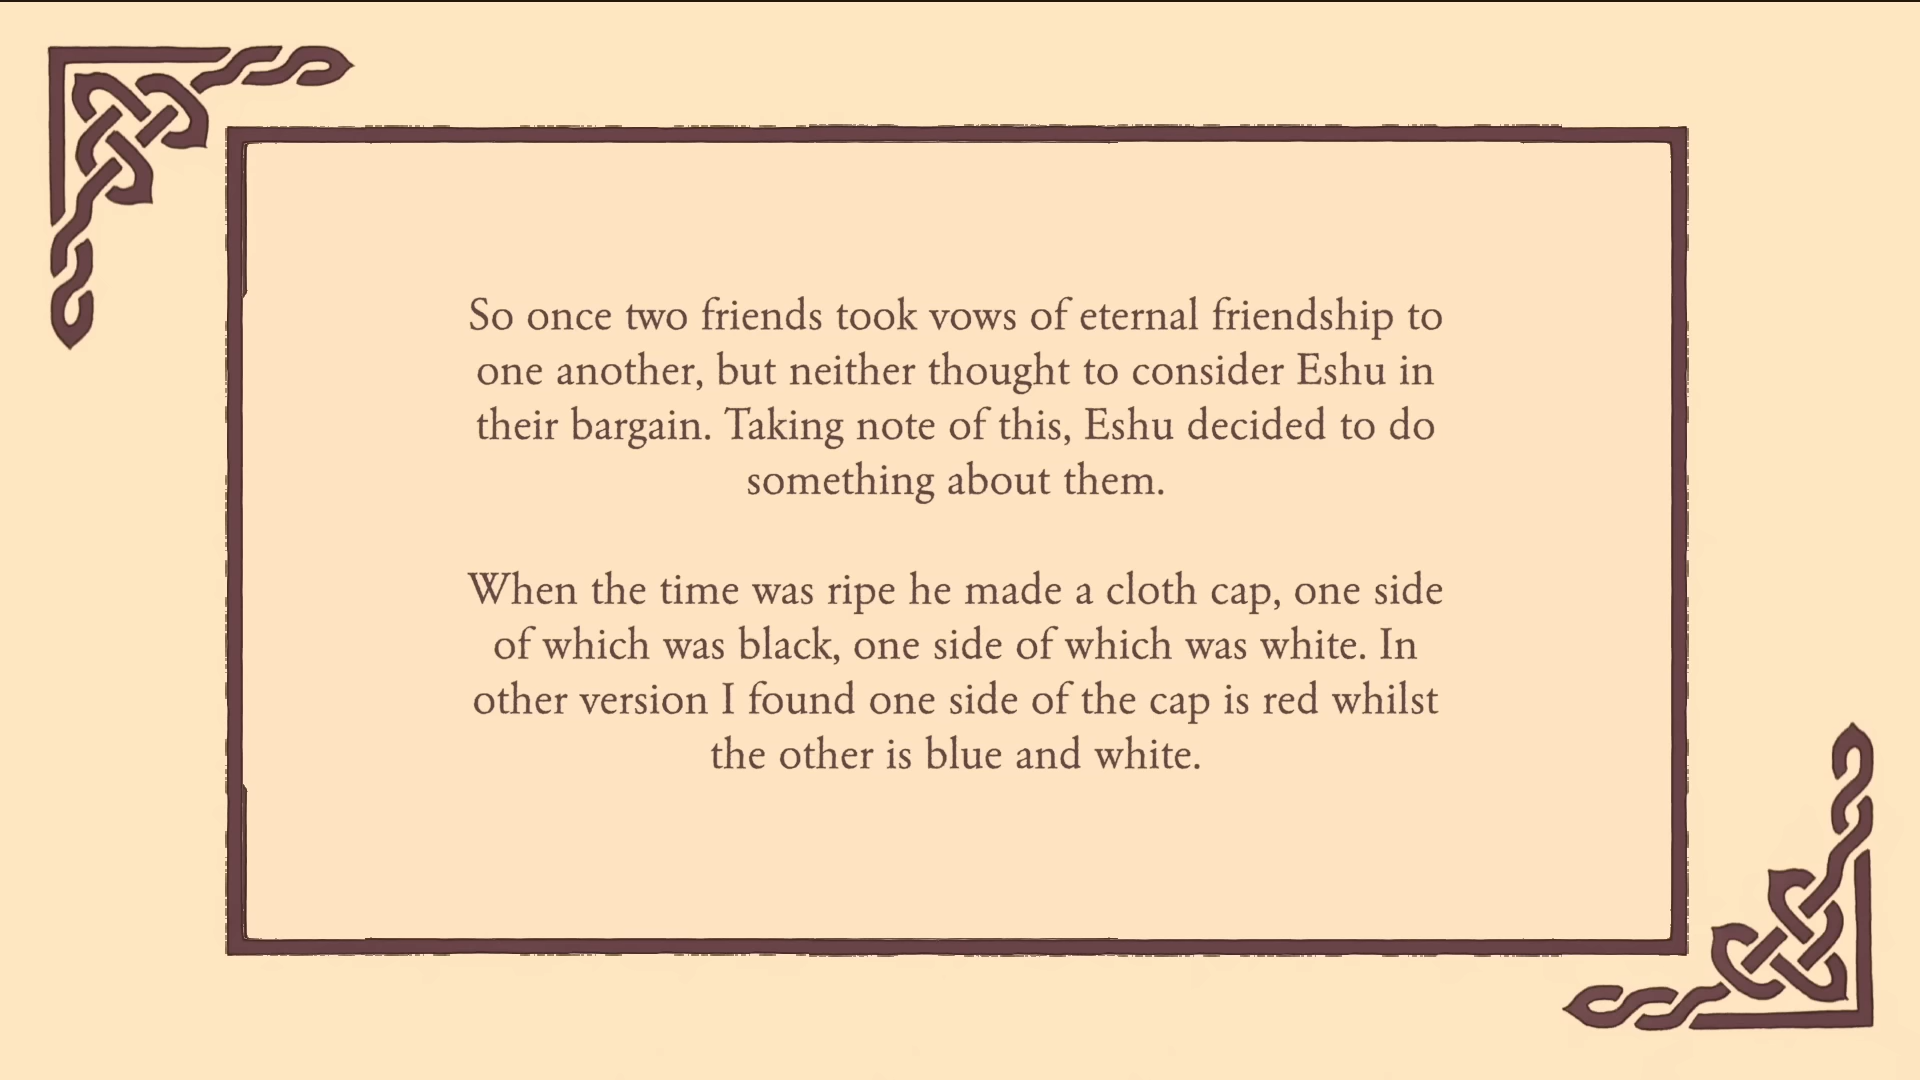 So once two friends took vows of eternal friendship to
one another, but neither thought to consider Eshu in
their bargain. Taking note of this, Eshu decided to do
something about them.
When the time was ripe he made a cloth cap, one side
of which was black, one side of which was white. In
other version I found one side of the cap is red whilst
the other is blue and white.